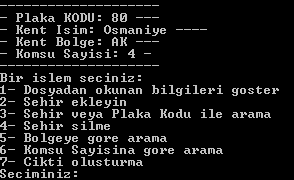 --------------------
- Plaka KODU: 80 ---
- Kent Isim: Osmaniye ----
- Kent Bolge: AK ---
- Komsu Sayisi: 4 -
--------------------
Bir islem seciniz:
1- Dosyadan okunan bilgileri goster
2- Sehir ekleyin
3- Sehir veya Plaka Kodu ile arama
4- Sehir silme
5- Bolgeye gore arama
6- Komsu Sayisina gore arama
7- Cikti olusturma
Seciminiz: